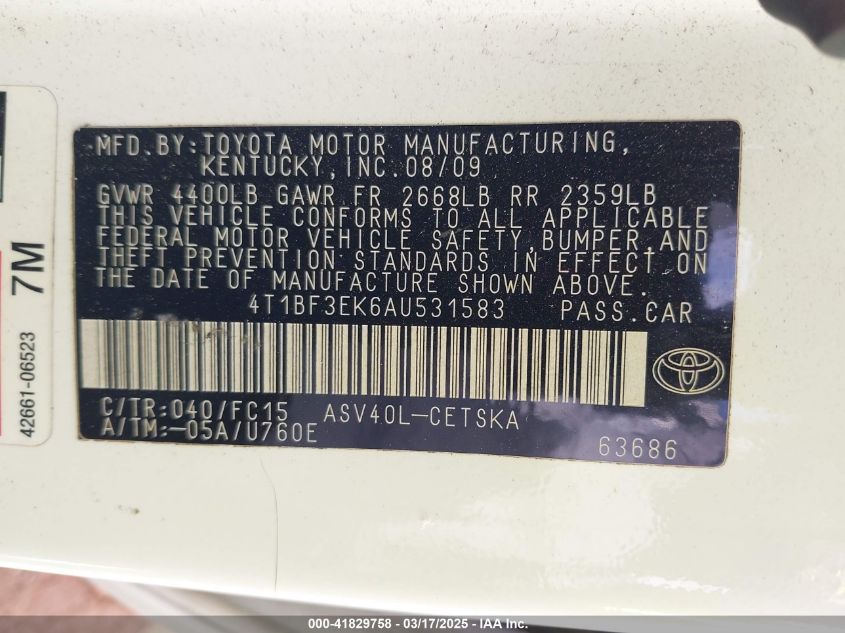 MFD. BY: TOYOTA MOTOR MANUFACTURING,
KENTUCKY, INC. 08/09
GVWR 4400LB GAWR FR 2668LB RR 2359LB
THIS VEHICLE CONFORMS TO ALL APPLICABLE
FEDERAL MOTOR VEHICLE SAFETY, BUMPER, AND
THEFT PREVENTION STANDARDS IN EFFECT ON
THE DATE OF MANUFACTURE SHOWN ABOVE.
4T1BF3EK6AU531583 PASS. CAR
C/TR: 040/FC15 ASV40L-CETSKA
A/TM: -05A/U760E 63686
7M
42661-06523
000-41829758 — 03/17/2025 — IAA Inc.